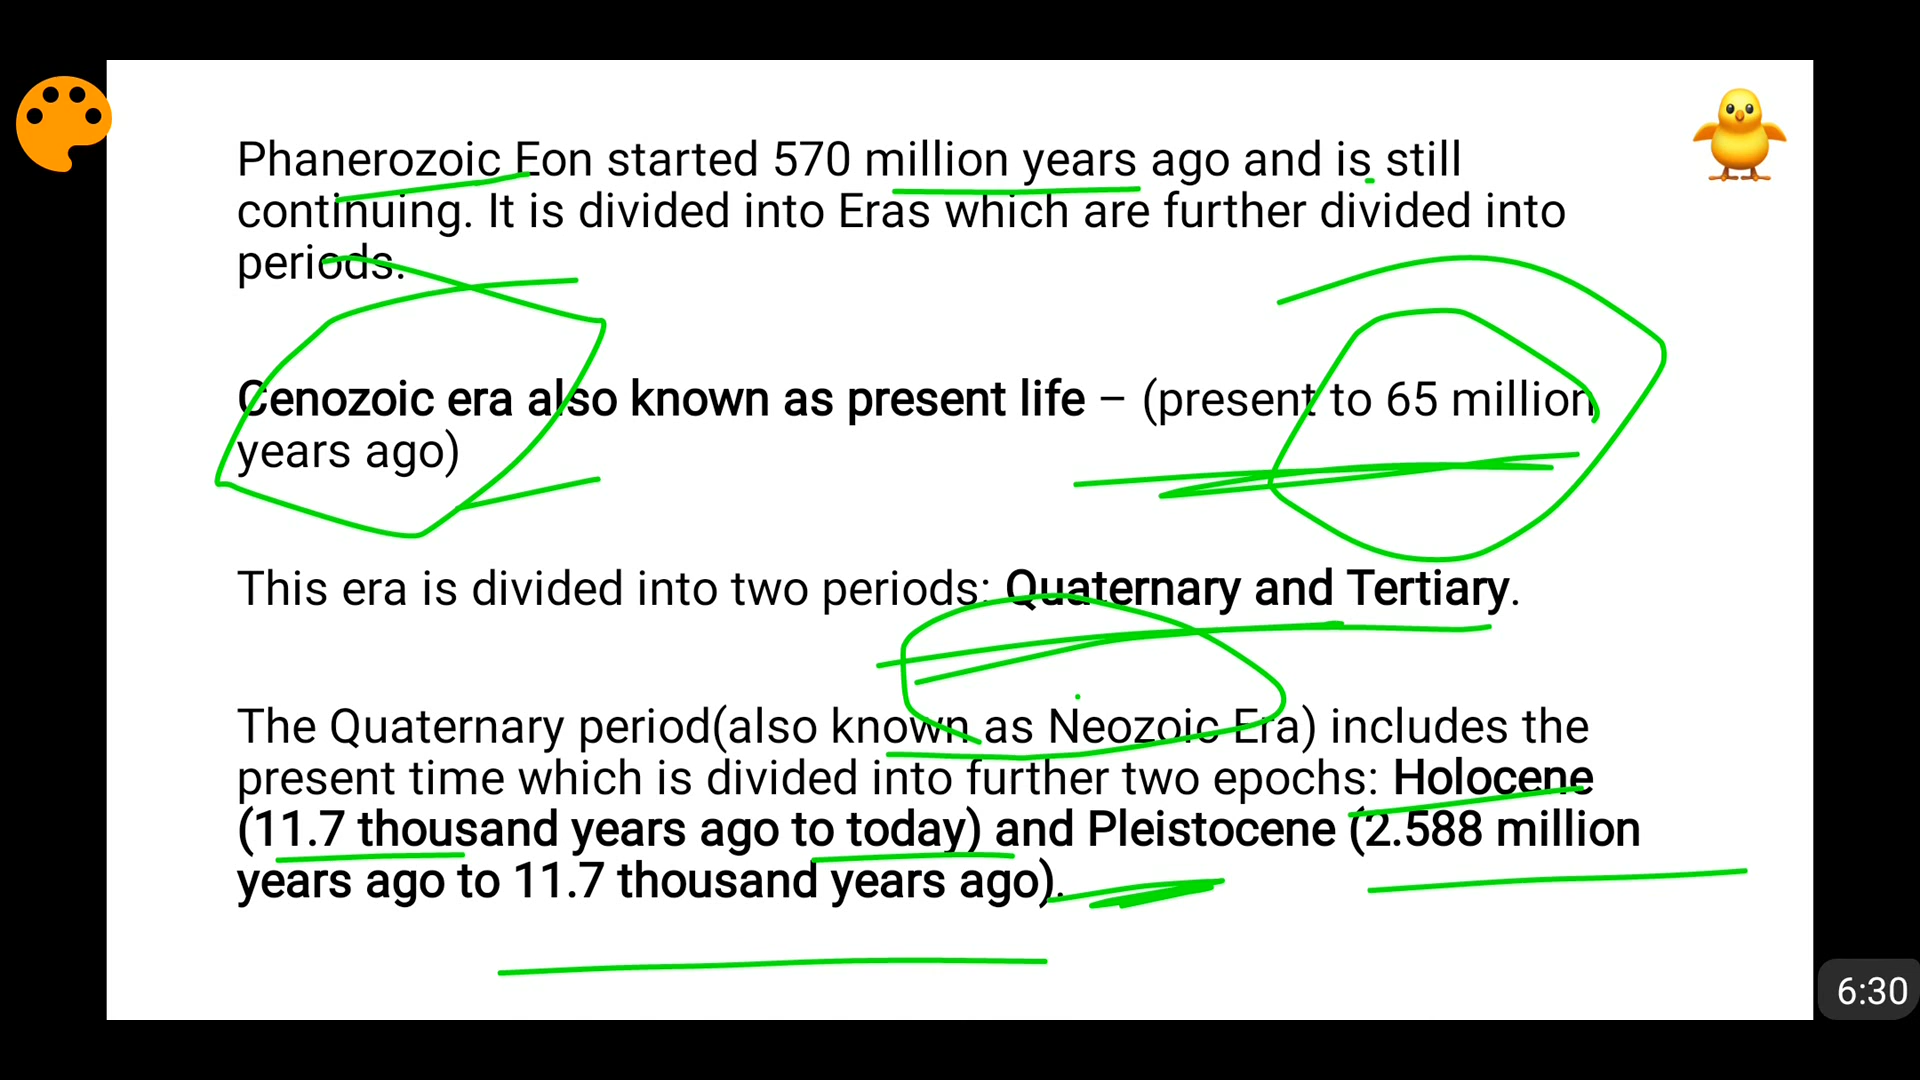 Phanerozoic Eon started 570 million years ago and is still
continuing. It is divided into Eras which are further divided into
periods.
Cenozoic era also known as present life – (present to 65 million
years ago)
This era is divided into two periods: Quaternary and Tertiary.
The Quaternary period(also known as Neozoic Era) includes the
present time which is divided into further two epochs: Holocene
(11.7 thousand years ago to today) and Pleistocene (2.588 million
years ago to 11.7 thousand years ago).
6:30